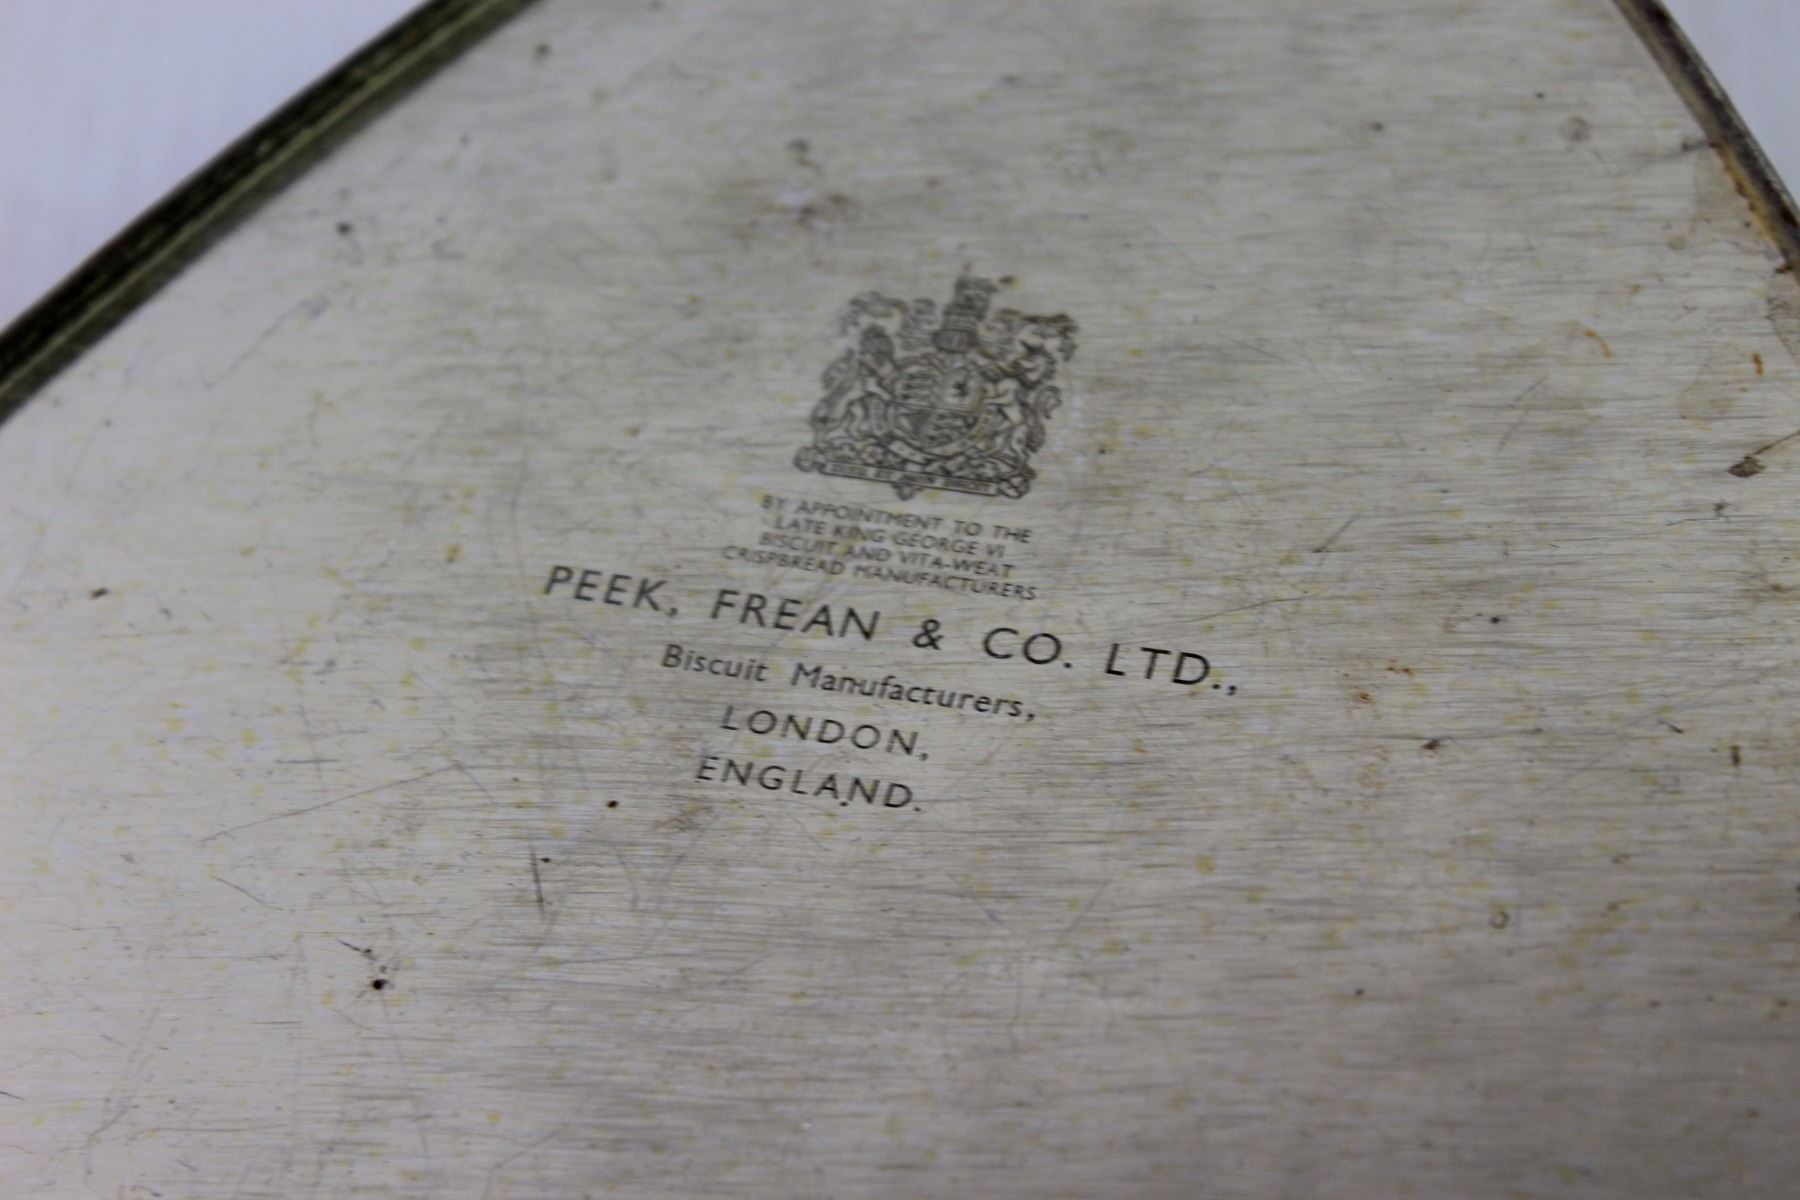 BY APPOINTMENT TO THE
LATE KING GEORGE VI
BISCUIT AND VITA-WEAT
CRISPBREAD MANUFACTURERS
PEEK, FREAN & CO. LTD.,
Biscuit Manufacturers,
LONDON,
ENGLAND.